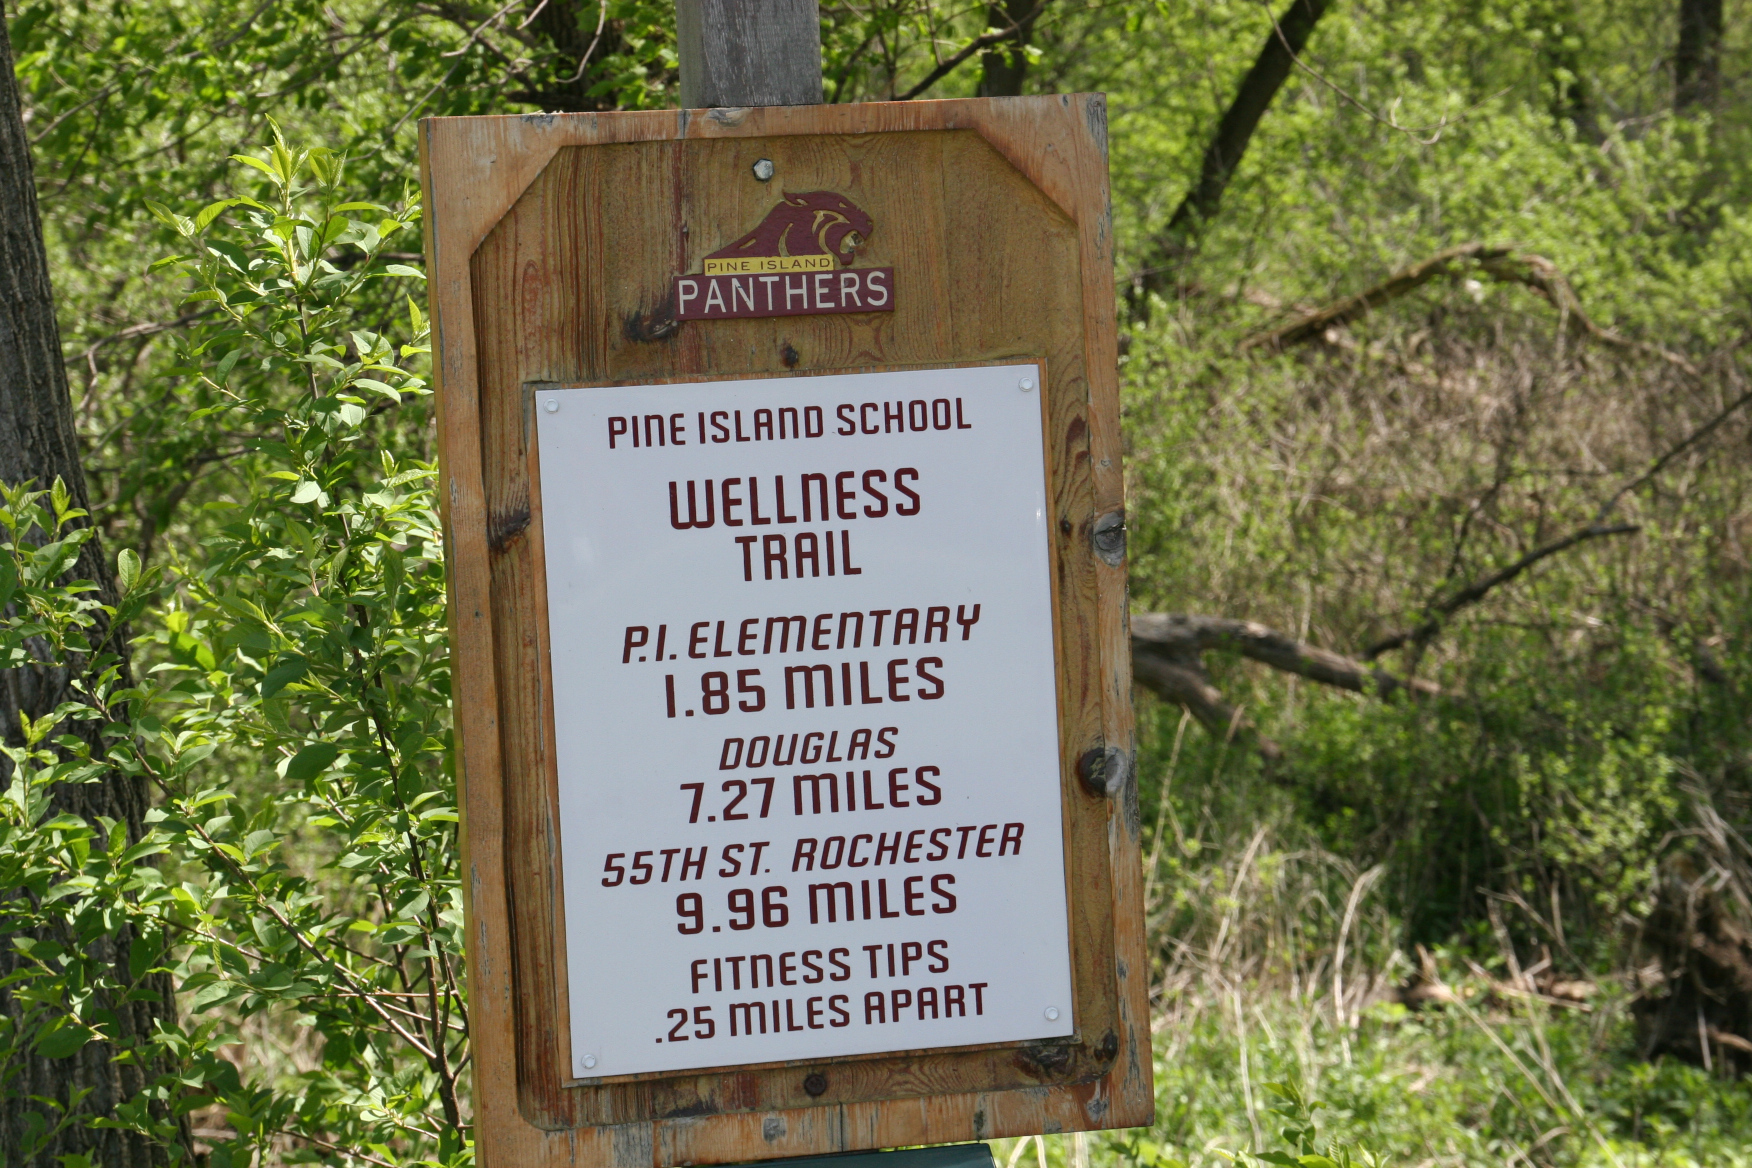 PINE ISLAND
PANTHERS
PINE ISLAND SCHOOL
WELLNESS
TRAIL
P.I. ELEMENTARY
1.85 MILES
DOUGLAS
7.27 MILES
55TH ST. ROCHESTER
9.96 MILES
FITNESS TIPS
.25 MILES APART